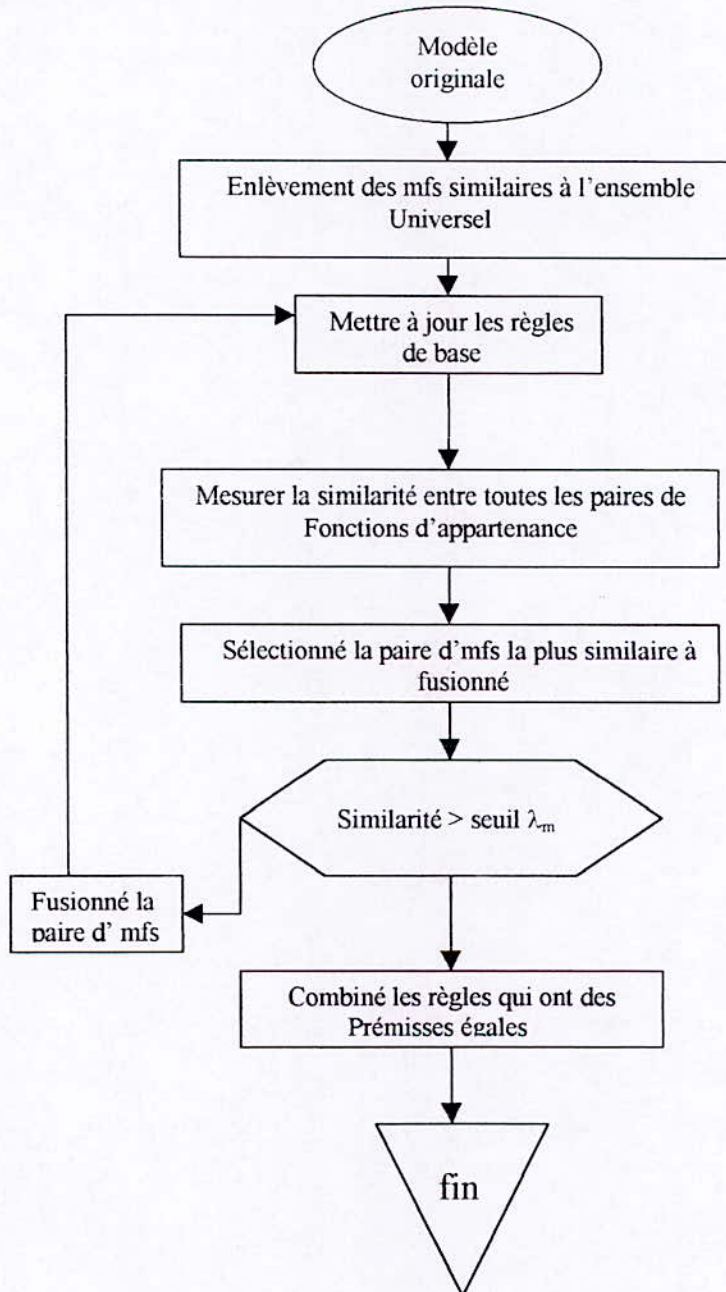 Modèle
originale
Enlèvement des mfs similaires à l'ensemble
Universel
Mettre à jour les règles
de base
Mesurer la similarité entre toutes les paires de
Fonctions d'appartenance
Sélectionné la paire d'mfs la plus similaire à
fusionné
Similarité > seuil λm
Fusionné la
paire d' mfs
Combiné les règles qui ont des
Prémisses égales
fin